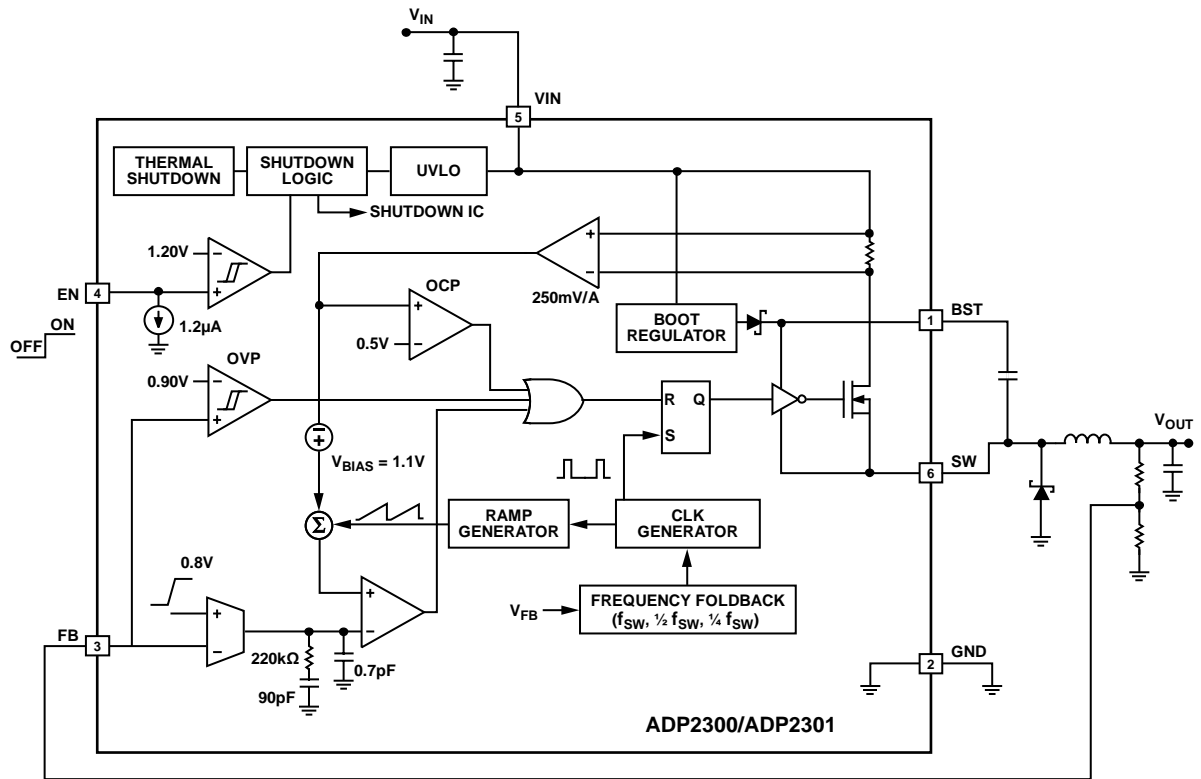 VIN
VIN
5
THERMAL
SHUTDOWN
SHUTDOWN
LOGIC
UVLO
SHUTDOWN IC
1.20V
−
+
EN
4
ON
OFF
1.2µA
+
−
250mV/A
OCP
+
−
0.5V
BOOT
REGULATOR
1
BST
OVP
0.90V
−
+
R
Q
S
VOUT
6
SW
−
+
VBIAS = 1.1V
Σ
RAMP
GENERATOR
CLK
GENERATOR
0.8V
+
−
+
−
VFB
FREQUENCY FOLDBACK
(fSW, ½ fSW, ¼ fSW)
FB
3
220kΩ
0.7pF
90pF
2
GND
ADP2300/ADP2301